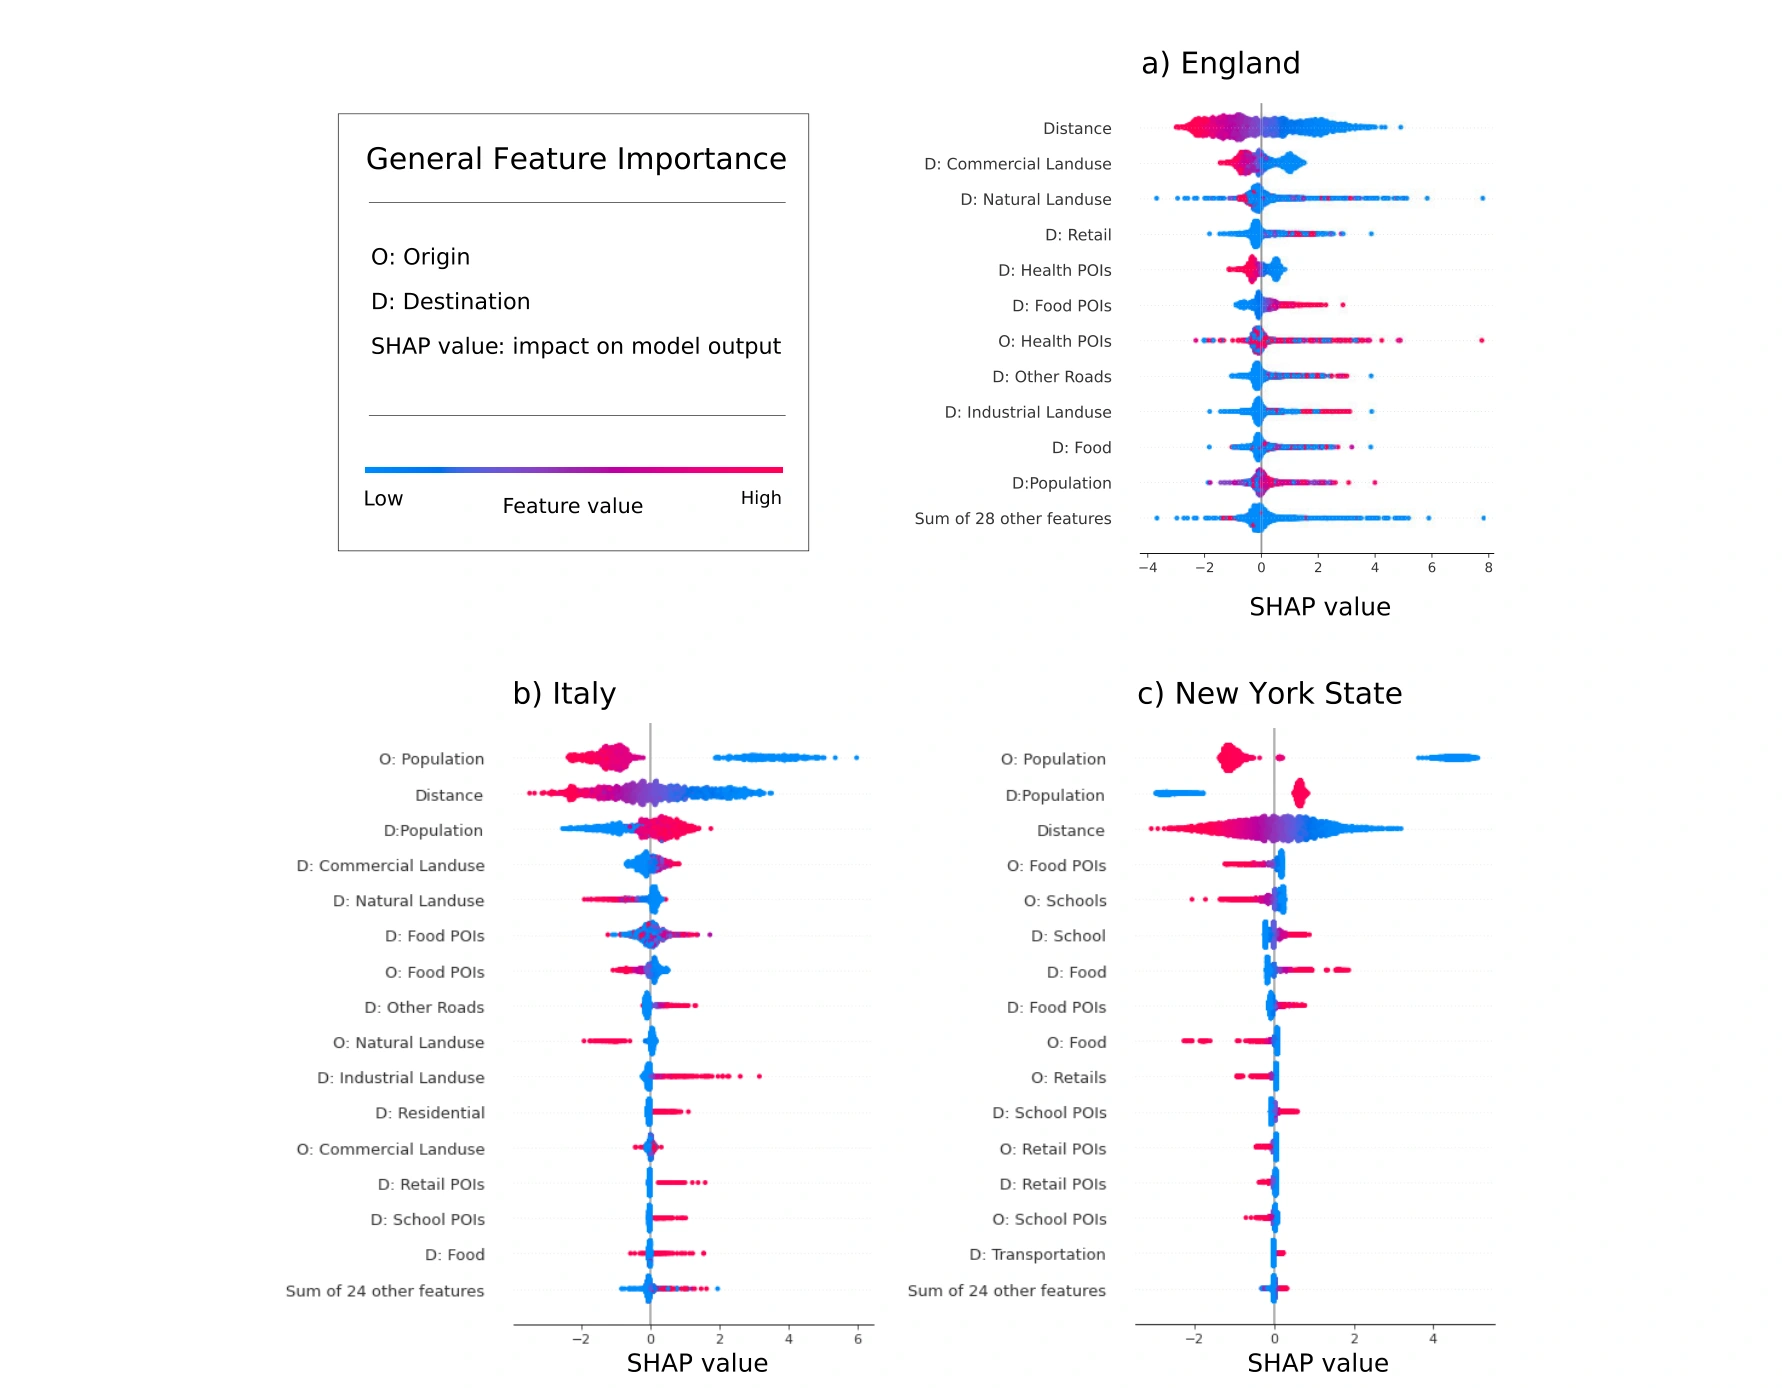 General Feature Importance
O: Origin
D: Destination
SHAP value: impact on model output
Low
Feature value
High
a) England
Distance
D: Commercial Landuse
D: Natural Landuse
D: Retail
D: Health POIs
D: Food POIs
O: Health POIs
D: Other Roads
D: Industrial Landuse
D: Food
D:Population
Sum of 28 other features
−4 −2 0 2 4 6 8
SHAP value
b) Italy
O: Population
Distance
D:Population
D: Commercial Landuse
D: Natural Landuse
D: Food POIs
O: Food POIs
D: Other Roads
O: Natural Landuse
D: Industrial Landuse
D: Residential
O: Commercial Landuse
D: Retail POIs
D: School POIs
D: Food
Sum of 24 other features
−2 0 2 4 6
SHAP value
c) New York State
O: Population
D:Population
Distance
O: Food POIs
O: Schools
D: School
D: Food
D: Food POIs
O: Food
O: Retails
D: School POIs
O: Retail POIs
D: Retail POIs
O: School POIs
D: Transportation
Sum of 24 other features
−2 0 2 4
SHAP value